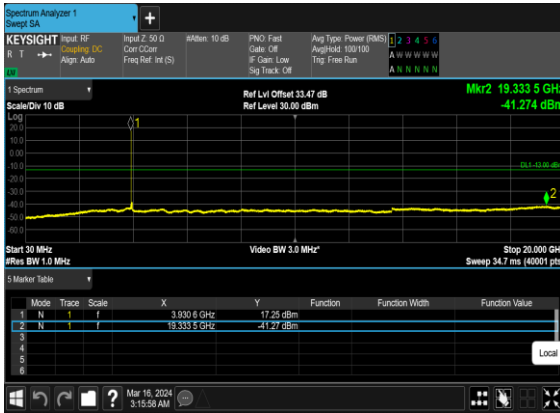 Spectrum Analyzer 1
Swept SA
+
KEYSIGHT Input: RF Input Z: 50 Ω #Atten: 10 dB PNO: Fast Avg Type: Power (RMS) 1 2 3 4 5 6
R T Coupling: DC Corr CCorr Gate: Off Avg|Hold: 100/100 A W W W W W
Align: Auto Freq Ref: Int (S) IF Gain: Low Trig: Free Run
Sig Track: Off A N N N N N
1 Spectrum Ref Lvl Offset 33.47 dB Mkr2 19.333 5 GHz
Scale/Div 10 dB Ref Level 30.00 dBm -41.274 dBm
Log
20.0
10.0
0.00
-10.0
-20.0
-30.0
-40.0
-50.0
-60.0
1
DL1 -13.00 dBm
2
Start 30 MHz Video BW 3.0 MHz* Stop 20.000 GHz
#Res BW 1.0 MHz Sweep 34.7 ms (40001 pts)
5 Marker Table
Mode Trace Scale X Y Function Function Width Function Value
1 N 1 f 3.930 6 GHz 17.25 dBm
2 N 1 f 19.333 5 GHz -41.27 dBm
3
4
5
6
Local
? Mar 16, 2024
3:15:58 AM